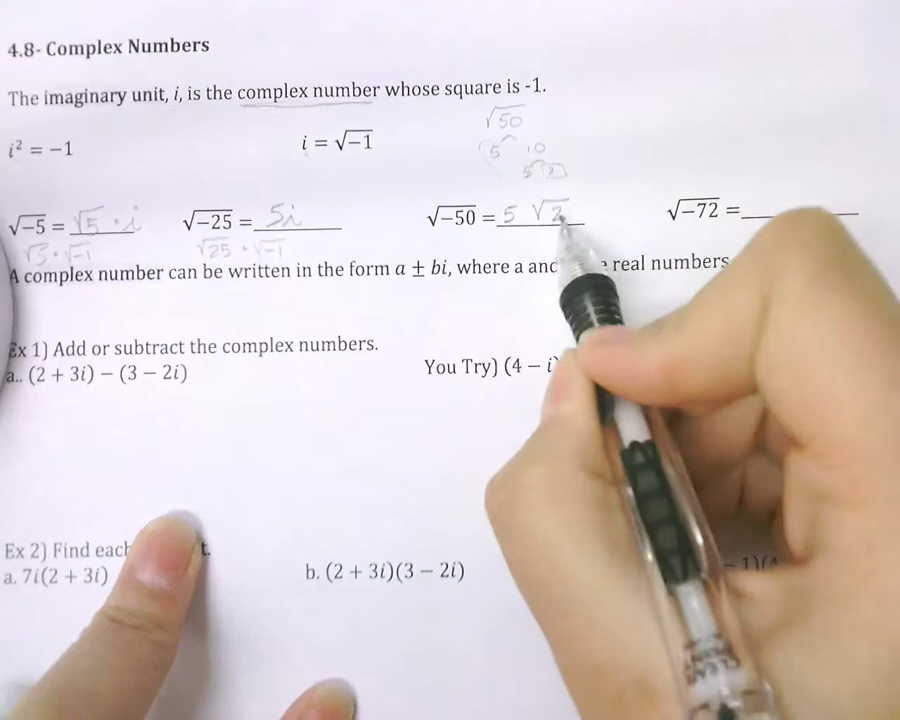 4.8- Complex Numbers
The imaginary unit, i, is the complex number whose square is -1.
√50
i² = −1 i = √−1
5 10
5 2
√−5 = √5 · i √−25 = 5i √−50 = 5 √2 √−72 =
√5 · √−1 √25 · √−1
A complex number can be written in the form a ± bi, where a and real numbers
Ex 1) Add or subtract the complex numbers.
a.. (2 + 3i) − (3 − 2i) You Try) (4 − i)
Ex 2) Find each t.
a. 7i(2 + 3i) b. (2 + 3i)(3 − 2i)